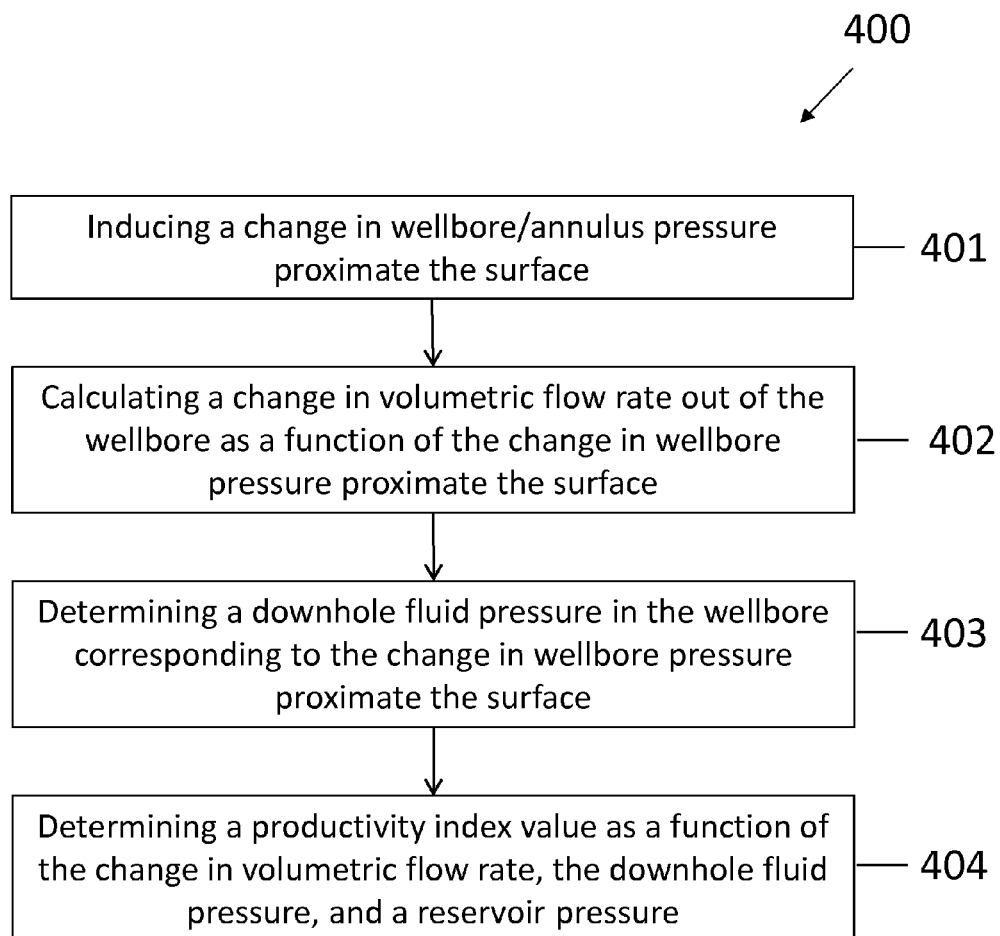 400
Inducing a change in wellbore/annulus pressure
proximate the surface
401
Calculating a change in volumetric flow rate out of the
wellbore as a function of the change in wellbore
pressure proximate the surface
402
Determining a downhole fluid pressure in the wellbore
corresponding to the change in wellbore pressure
proximate the surface
403
Determining a productivity index value as a function of
the change in volumetric flow rate, the downhole fluid
pressure, and a reservoir pressure
404